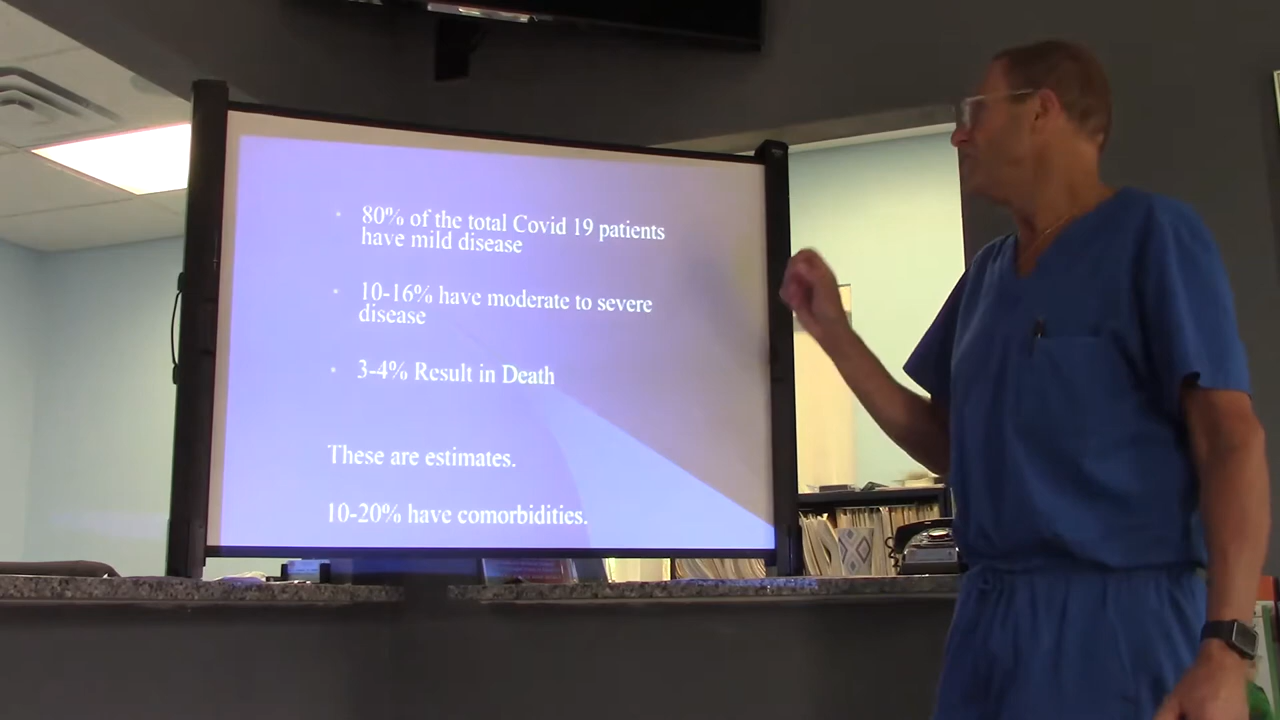 80% of the total Covid 19 patients
have mild disease
10-16% have moderate to severe
disease
3-4% Result in Death
These are estimates.
10-20% have comorbidities.